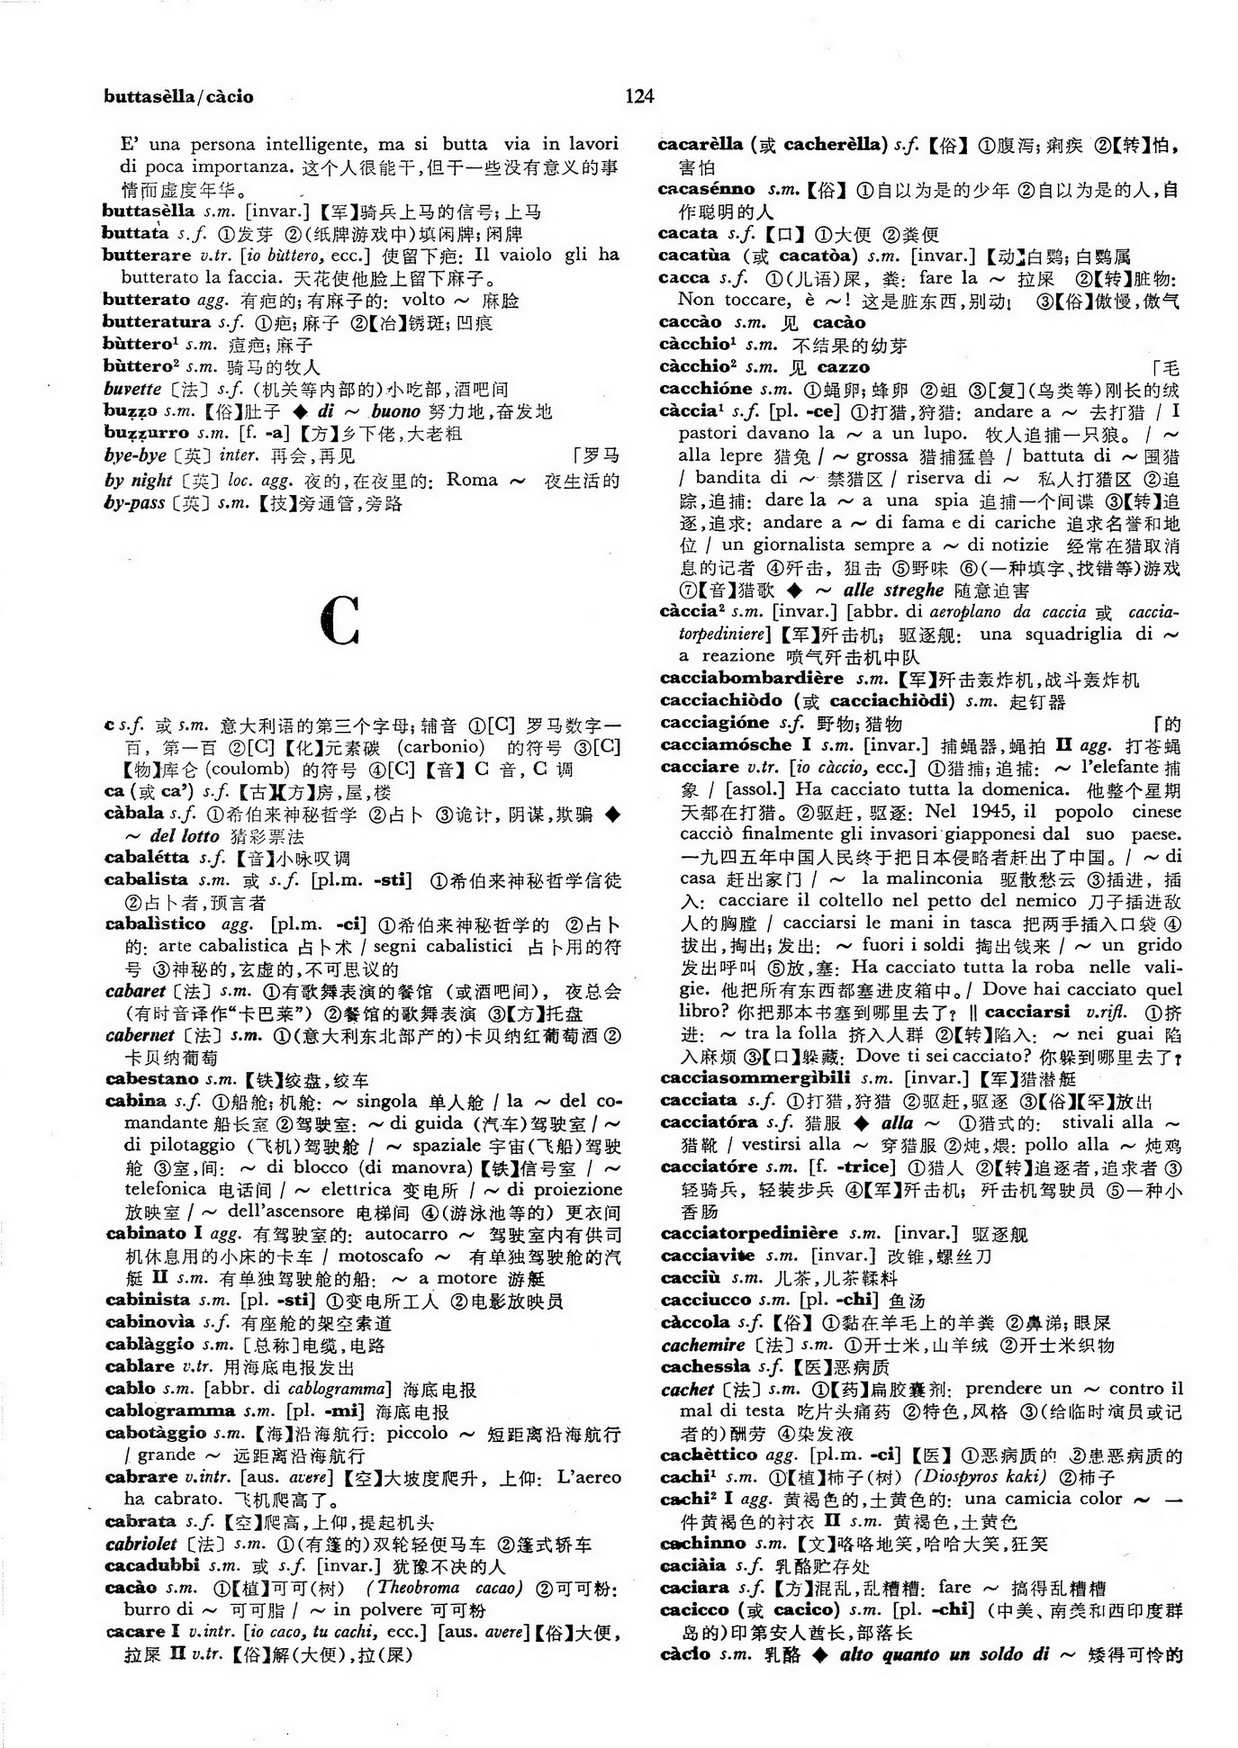 buttasèlla/càcio
124
E' una persona intelligente, ma si butta via in lavori
di poca importanza. 这个人很能干,但干一些没有意义的事
情而虚度年华。
buttasèlla s.m. [invar.]【军】骑兵上马的信号; 上马
buttata s.f. ①发芽 ②(纸牌游戏中)填闲牌; 闲牌
butterare v.tr. [io bùttero, ecc.] 使留下疤: Il vaiolo gli ha
butterato la faccia. 天花使他脸上留下麻子。
butterato agg. 有疤的; 有麻子的: volto ～ 麻脸
butteratura s.f. ①疤; 麻子 ②【冶】锈斑; 凹痕
bùttero¹ s.m. 痘疤; 麻子
bùttero² s.m. 骑马的牧人
buvette〔法〕s.f. (机关等内部的)小吃部,酒吧间
buzzo s.m.【俗】肚子 ◆ di ～ buono 努力地,奋发地
buzzurro s.m. [f. -a]【方】乡下佬,大老粗
bye-bye〔英〕inter. 再会,再见 「罗马
by night〔英〕loc. agg. 夜的,在夜里的: Roma ～ 夜生活的
by-pass〔英〕s.m.【技】旁通管,旁路
C
c s.f. 或 s.m. 意大利语的第三个字母; 辅音 ①[C] 罗马数字一
百, 第一百 ②[C]【化】元素碳 (carbonio) 的符号 ③[C]
【物】库仑 (coulomb) 的符号 ④[C]【音】C 音, C 调
ca (或 ca') s.f.【古】【方】房,屋,楼
càbala s.f. ①希伯来神秘哲学 ②占卜 ③诡计, 阴谋,欺骗 ◆
～ del lotto 猜彩票法
cabalétta s.f.【音】小咏叹调
cabalista s.m. 或 s.f. [pl.m. -sti] ①希伯来神秘哲学信徒
②占卜者,预言者
cabalìstico agg. [pl.m. -ci] ①希伯来神秘哲学的 ②占卜
的: arte cabalistica 占卜术 / segni cabalistici 占卜用的符
号 ③神秘的,玄虚的,不可思议的
cabaret〔法〕s.m. ①有歌舞表演的餐馆 (或酒吧间), 夜总会
(有时音译作“卡巴莱”) ②餐馆的歌舞表演 ③【方】托盘
cabernet〔法〕s.m. ①(意大利东北部产的)卡贝纳红葡萄酒 ②
卡贝纳葡萄
cabestano s.m.【铁】绞盘,绞车
cabina s.f. ①船舱; 机舱: ～ singola 单人舱 / la ～ del co-
mandante 船长室 ②驾驶室: ～ di guida (汽车)驾驶室 / ～
di pilotaggio (飞机)驾驶舱 / ～ spaziale 宇宙(飞船)驾驶
舱 ③室,间: ～ di blocco (di manovra)【铁】信号室 / ～
telefonica 电话间 / ～ elettrica 变电所 / ～ di proiezione
放映室 / ～ dell'ascensore 电梯间 ④(游泳池等的) 更衣间
cabinato I agg. 有驾驶室的: autocarro ～ 驾驶室内有供司
机休息用的小床的卡车 / motoscafo ～ 有单独驾驶舱的汽
艇 II s.m. 有单独驾驶舱的船: ～ a motore 游艇
cabinista s.m. [pl. -sti] ①变电所工人 ②电影放映员
cabinovìa s.f. 有座舱的架空索道
cablàggio s.m. [总称]电缆,电路
cablare v.tr. 用海底电报发出
cablo s.m. [abbr. di cablogramma] 海底电报
cablogramma s.m. [pl. -mi] 海底电报
cabotàggio s.m.【海】沿海航行: piccolo ～ 短距离沿海航行
/ grande ～ 远距离沿海航行
cabrare v.intr. [aus. avere]【空】大坡度爬升, 上仰: L'aereo
ha cabrato. 飞机爬高了。
cabrata s.f.【空】爬高,上仰,提起机头
cabriolet〔法〕s.m. ①(有篷的)双轮轻便马车 ②篷式轿车
cacadubbi s.m. 或 s.f. [invar.] 犹豫不决的人
cacào s.m. ①【植】可可(树) (Theobroma cacao) ②可可粉:
burro di ～ 可可脂 / ～ in polvere 可可粉
cacare I v.intr. [io caco, tu cachi, ecc.] [aus. avere]【俗】大便,
拉屎 II v.tr.【俗】解(大便),拉(屎)
cacarèlla (或 cacherèlla) s.f.【俗】①腹泻; 痢疾 ②【转】怕,
害怕
cacasénno s.m.【俗】①自以为是的少年 ②自以为是的人,自
作聪明的人
cacata s.f.【口】①大便 ②粪便
cacatùa (或 cacatòa) s.m. [invar.]【动】白鹦; 白鹦属
cacca s.f. ①(儿语)屎, 粪: fare la ～ 拉屎 ②【转】脏物:
Non toccare, è ～! 这是脏东西,别动! ③【俗】傲慢,傲气
caccào s.m. 见 cacào
càcchio¹ s.m. 不结果的幼芽
càcchio² s.m. 见 cazzo 「毛
cacchióne s.m. ①蝇卵; 蜂卵 ②蛆 ③[复](鸟类等)刚长的绒
càccia¹ s.f. [pl. -ce] ①打猎,狩猎: andare a ～ 去打猎 / I
pastori davano la ～ a un lupo. 牧人追捕一只狼。 / ～
alla lepre 猎兔 / ～ grossa 猎捕猛兽 / battuta di ～ 围猎
/ bandita di ～ 禁猎区 / riserva di ～ 私人打猎区 ②追
踪,追捕: dare la ～ a una spia 追捕一个间谍 ③【转】追
逐,追求: andare a ～ di fama e di cariche 追求名誉和地
位 / un giornalista sempre a ～ di notizie 经常在猎取消
息的记者 ④歼击, 狙击 ⑤野味 ⑥(一种填字、找错等)游戏
⑦【音】猎歌 ◆ ～ alle streghe 随意迫害
càccia² s.m. [invar.] [abbr. di aeroplano da caccia 或 caccia-
torpediniere]【军】歼击机; 驱逐舰: una squadriglia di ～
a reazione 喷气歼击机中队
cacciabombardière s.m.【军】歼击轰炸机,战斗轰炸机
cacciachiòdo (或 cacciachiòdi) s.m. 起钉器
cacciagióne s.f. 野物; 猎物 「的
cacciamósche I s.m. [invar.] 捕蝇器,蝇拍 II agg. 打苍蝇
cacciare v.tr. [io càccio, ecc.] ①猎捕; 追捕: ～ l'elefante 捕
象 / [assol.] Ha cacciato tutta la domenica. 他整个星期
天都在打猎。 ②驱赶, 驱逐: Nel 1945, il popolo cinese
cacciò finalmente gli invasori giapponesi dal suo paese.
一九四五年中国人民终于把日本侵略者赶出了中国。 / ～ di
casa 赶出家门 / ～ la malinconia 驱散愁云 ③插进, 插
入: cacciare il coltello nel petto del nemico 刀子插进敌
人的胸膛 / cacciarsi le mani in tasca 把两手插入口袋 ④
拔出,掏出; 发出: ～ fuori i soldi 掏出钱来 / ～ un grido
发出呼叫 ⑤放,塞: Ha cacciato tutta la roba nelle vali-
gie. 他把所有东西都塞进皮箱中。 / Dove hai cacciato quel
libro? 你把那本书塞到哪里去了? ‖ cacciarsi v.rifl. ①挤
进: ～ tra la folla 挤入人群 ②【转】陷入: ～ nei guai 陷
入麻烦 ③【口】躲藏: Dove ti sei cacciato? 你躲到哪里去了?
cacciasommergìbili s.m. [invar.]【军】猎潜艇
cacciata s.f. ①打猎,狩猎 ②驱赶,驱逐 ③【俗】【罕】放出
cacciatóra s.f. 猎服 ◆ alla ～ ①猎式的: stivali alla ～
猎靴 / vestirsi alla ～ 穿猎服 ②炖,煨: pollo alla ～ 炖鸡
cacciatóre s.m. [f. -trice] ①猎人 ②【转】追逐者,追求者 ③
轻骑兵, 轻装步兵 ④【军】歼击机; 歼击机驾驶员 ⑤一种小
香肠
cacciatorpedinière s.m. [invar.] 驱逐舰
cacciavite s.m. [invar.] 改锥,螺丝刀
cacciù s.m. 儿茶,儿茶鞣料
cacciucco s.m. [pl. -chi] 鱼汤
càccola s.f.【俗】①黏在羊毛上的羊粪 ②鼻涕; 眼屎
cachemire〔法〕s.m. ①开士米,山羊绒 ②开士米织物
cachessìa s.f.【医】恶病质
cachet〔法〕s.m. ①【药】扁胶囊剂: prendere un ～ contro il
mal di testa 吃片头痛药 ②特色,风格 ③(给临时演员或记
者的)酬劳 ④染发液
cachèttico agg. [pl.m. -ci]【医】①恶病质的 ②患恶病质的
cachi¹ s.m. ①【植】柿子(树) (Diospyros kaki) ②柿子
cachi² I agg. 黄褐色的,土黄色的: una camicia color ～ 一
件黄褐色的衬衣 II s.m. 黄褐色,土黄色
cachinno s.m.【文】咯咯地笑,哈哈大笑,狂笑
caciàia s.f. 乳酪贮存处
caciara s.f.【方】混乱,乱糟糟: fare ～ 搞得乱糟糟
cacicco (或 cacico) s.m. [pl. -chi] (中美、南美和西印度群
岛的)印第安人酋长,部落长
càcio s.m. 乳酪 ◆ alto quanto un soldo di ～ 矮得可怜的